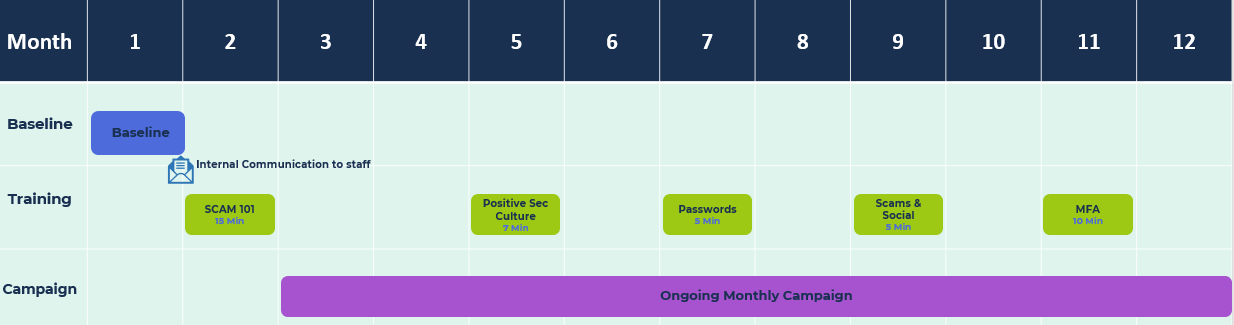 Month 1 2 3 4 5 6 7 8 9 10 11 12
Baseline
Baseline
Internal Communication to staff
Training
SCAM 101
15 Min
Positive Sec
Culture
7 Min
Passwords
5 Min
Scams &
Social
5 Min
MFA
10 Min
Campaign
Ongoing Monthly Campaign